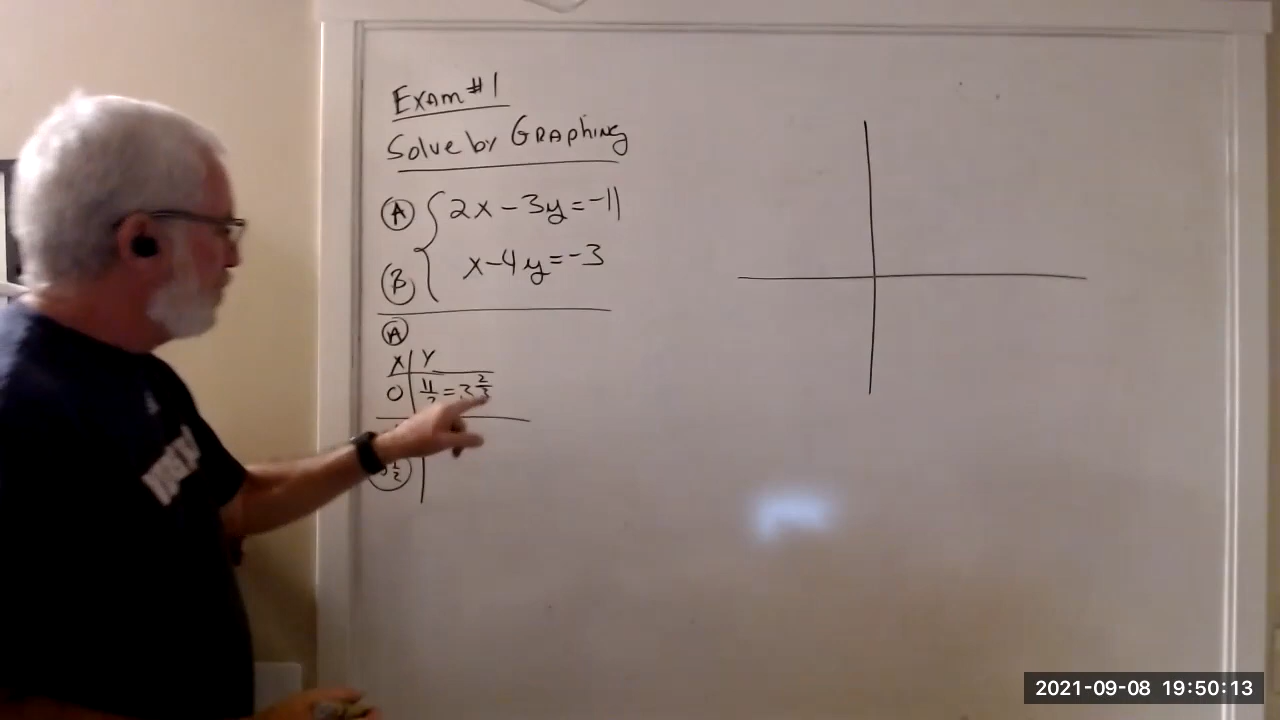 Exam #1
Solve by Graphing
A 2x - 3y = -11
B x - 4y = -3
A
x | y
0 | 11/3 = 3 2/3
2021-09-08 19:50:13